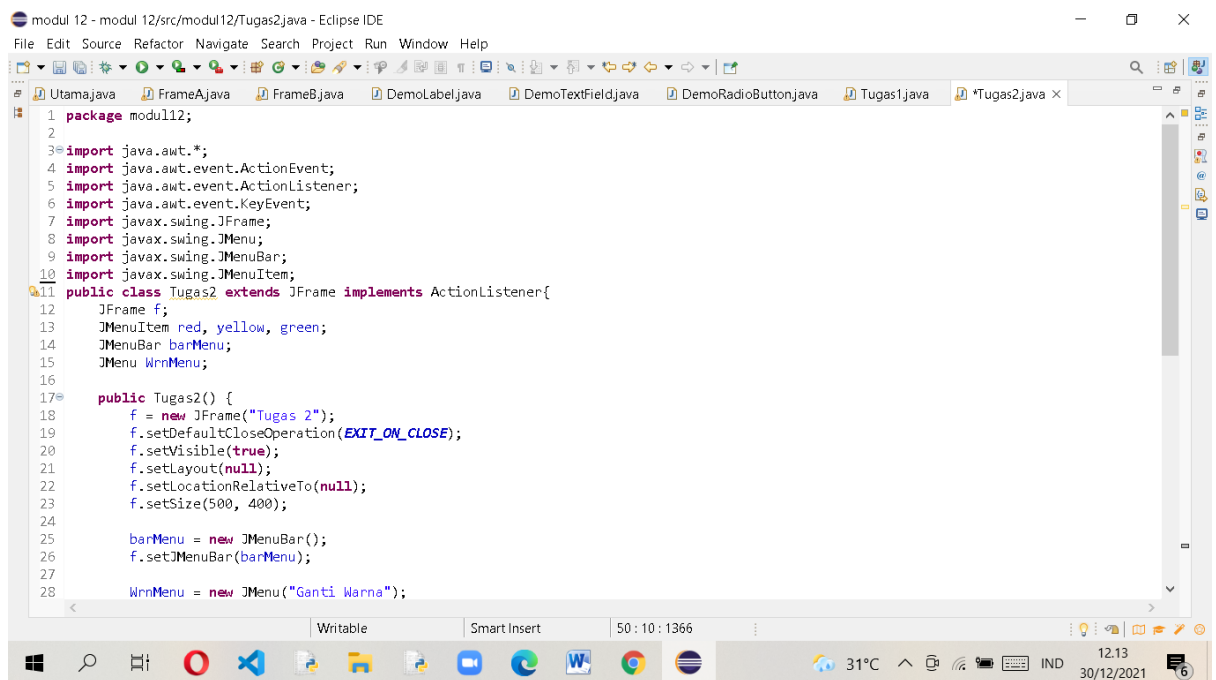 modul 12 - modul 12/src/modul12/Tugas2.java - Eclipse IDE
File Edit Source Refactor Navigate Search Project Run Window Help
Utama.java FrameA.java FrameB.java DemoLabel.java DemoTextField.java DemoRadioButton.java Tugas1.java *Tugas2.java
1 package modul12;
2
3 import java.awt.*;
4 import java.awt.event.ActionEvent;
5 import java.awt.event.ActionListener;
6 import java.awt.event.KeyEvent;
7 import javax.swing.JFrame;
8 import javax.swing.JMenu;
9 import javax.swing.JMenuBar;
10 import javax.swing.JMenuItem;
11 public class Tugas2 extends JFrame implements ActionListener{
12 JFrame f;
13 JMenuItem red, yellow, green;
14 JMenuBar barMenu;
15 JMenu WrnMenu;
16
17 public Tugas2() {
18 f = new JFrame("Tugas 2");
19 f.setDefaultCloseOperation(EXIT_ON_CLOSE);
20 f.setVisible(true);
21 f.setLayout(null);
22 f.setLocationRelativeTo(null);
23 f.setSize(500, 400);
24
25 barMenu = new JMenuBar();
26 f.setJMenuBar(barMenu);
27
28 WrnMenu = new JMenu("Ganti Warna");
Writable Smart Insert 50 : 10 : 1366
31°C IND 12.13
30/12/2021 6